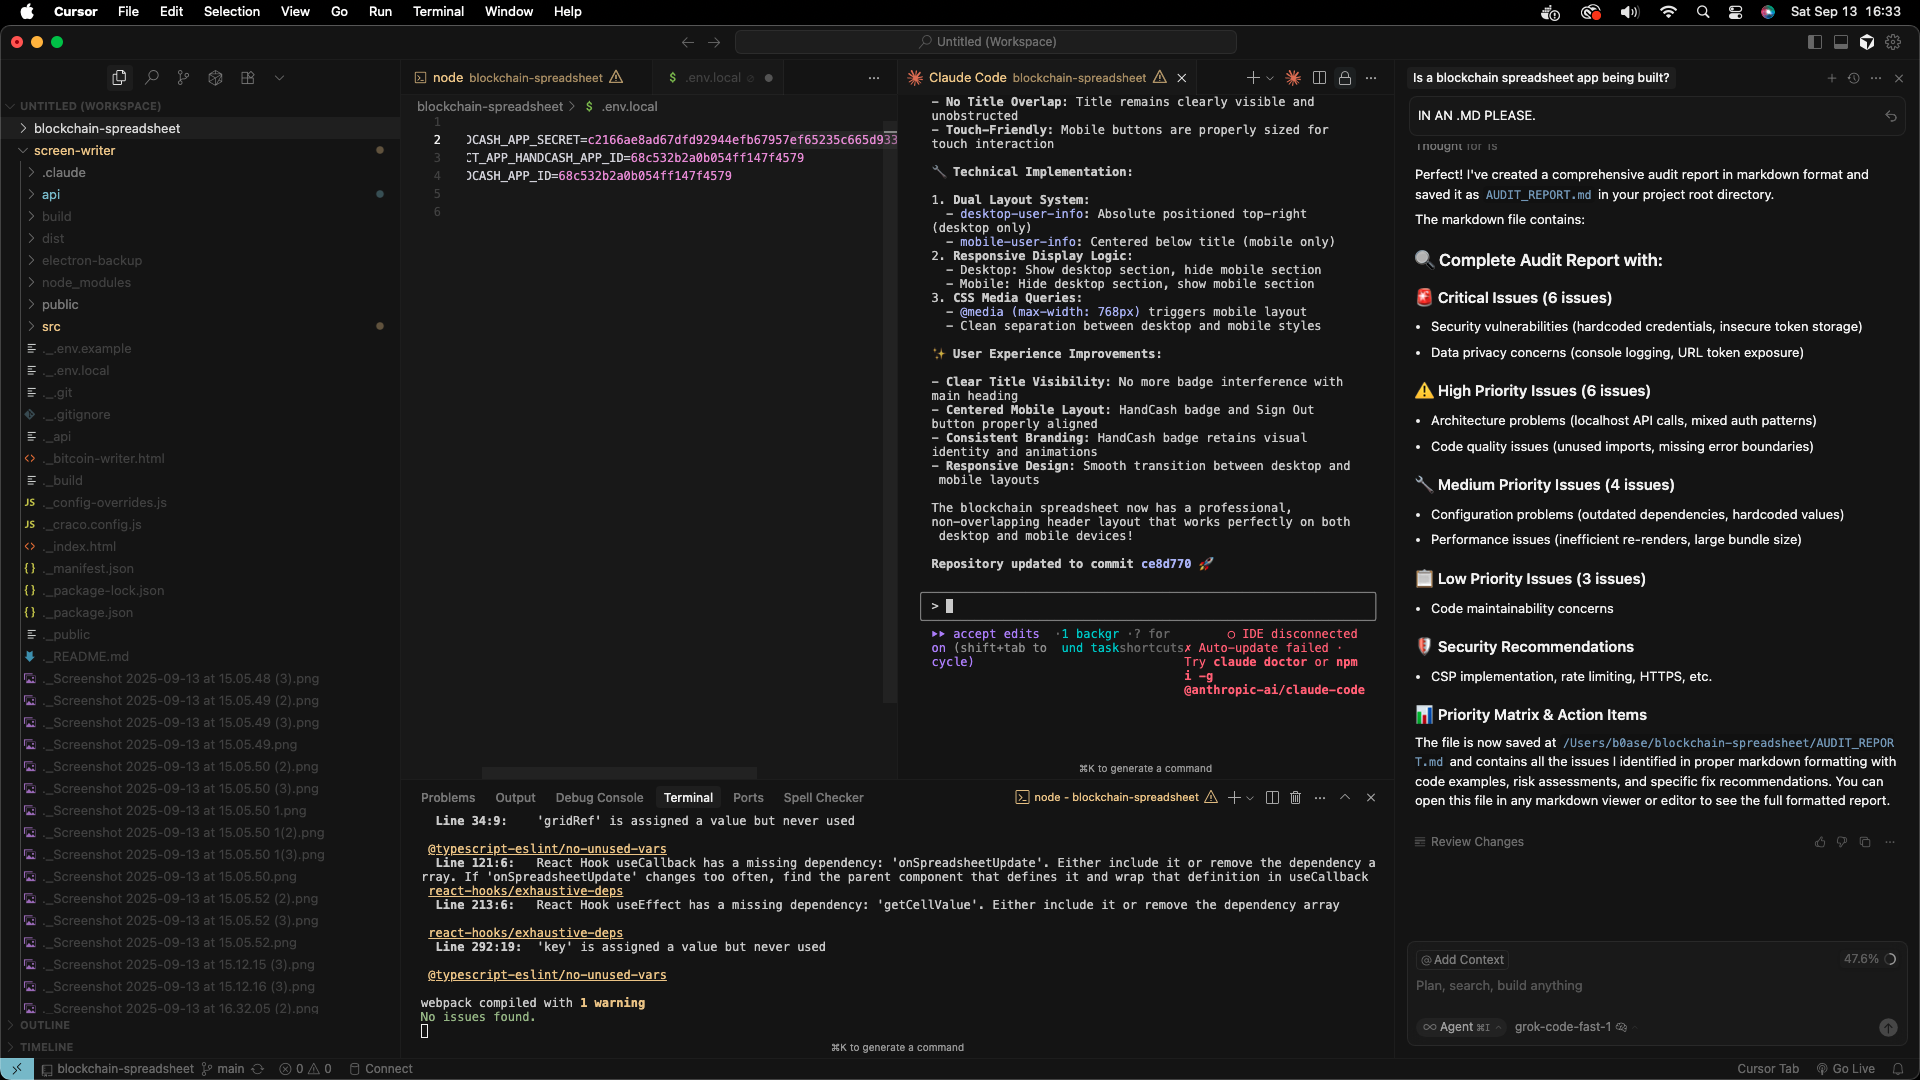 Cursor File Edit Selection View Go Run Terminal Window Help
Sat Sep 13 16:33
Untitled (Workspace)
UNTITLED (WORKSPACE)
blockchain-spreadsheet
screen-writer
.claude
api
build
dist
electron-backup
node_modules
public
src
._.env.example
._.env.local
._.git
._.gitignore
._api
._bitcoin-writer.html
._build
._config-overrides.js
._craco.config.js
._index.html
._manifest.json
._package-lock.json
._package.json
._public
._README.md
._Screenshot 2025-09-13 at 15.05.48 (3).png
._Screenshot 2025-09-13 at 15.05.49 (2).png
._Screenshot 2025-09-13 at 15.05.49 (3).png
._Screenshot 2025-09-13 at 15.05.49.png
._Screenshot 2025-09-13 at 15.05.50 (2).png
._Screenshot 2025-09-13 at 15.05.50 (3).png
._Screenshot 2025-09-13 at 15.05.50 1.png
._Screenshot 2025-09-13 at 15.05.50 1(2).png
._Screenshot 2025-09-13 at 15.05.50 1(3).png
._Screenshot 2025-09-13 at 15.05.50.png
._Screenshot 2025-09-13 at 15.05.52 (2).png
._Screenshot 2025-09-13 at 15.05.52 (3).png
._Screenshot 2025-09-13 at 15.05.52.png
._Screenshot 2025-09-13 at 15.12.15 (3).png
._Screenshot 2025-09-13 at 15.12.16 (3).png
._Screenshot 2025-09-13 at 16.32.05 (2).png
OUTLINE
TIMELINE
node blockchain-spreadsheet
$ .env.local
blockchain-spreadsheet > $ .env.local
1
2 DCASH_APP_SECRET=c2166ae8ad67dfd92944efb67957ef65235c665d933
3 CT_APP_HANDCASH_APP_ID=68c532b2a0b054ff147f4579
4 DCASH_APP_ID=68c532b2a0b054ff147f4579
5
6
Claude Code blockchain-spreadsheet
- No Title Overlap: Title remains clearly visible and
unobstructed
- Touch-Friendly: Mobile buttons are properly sized for
touch interaction
🔧 Technical Implementation:
1. Dual Layout System:
- desktop-user-info: Absolute positioned top-right
(desktop only)
- mobile-user-info: Centered below title (mobile only)
2. Responsive Display Logic:
- Desktop: Show desktop section, hide mobile section
- Mobile: Hide desktop section, show mobile section
3. CSS Media Queries:
- @media (max-width: 768px) triggers mobile layout
- Clean separation between desktop and mobile styles
✨ User Experience Improvements:
- Clear Title Visibility: No more badge interference with
main heading
- Centered Mobile Layout: HandCash badge and Sign Out
button properly aligned
- Consistent Branding: HandCash badge retains visual
identity and animations
- Responsive Design: Smooth transition between desktop and
mobile layouts
The blockchain spreadsheet now has a professional,
non-overlapping header layout that works perfectly on both
desktop and mobile devices!
Repository updated to commit ce8d770 🚀
>
▸▸ accept edits ·1 backgr ·? for ○ IDE disconnected
on (shift+tab to und taskshortcuts✗ Auto-update failed ·
cycle) Try claude doctor or npm
i -g
@anthropic-ai/claude-code
⌘K to generate a command
Problems Output Debug Console Terminal Ports Spell Checker
node - blockchain-spreadsheet
Line 34:9: 'gridRef' is assigned a value but never used
@typescript-eslint/no-unused-vars
Line 121:6: React Hook useCallback has a missing dependency: 'onSpreadsheetUpdate'. Either include it or remove the dependency a
rray. If 'onSpreadsheetUpdate' changes too often, find the parent component that defines it and wrap that definition in useCallback
react-hooks/exhaustive-deps
Line 213:6: React Hook useEffect has a missing dependency: 'getCellValue'. Either include it or remove the dependency array
react-hooks/exhaustive-deps
Line 292:19: 'key' is assigned a value but never used
@typescript-eslint/no-unused-vars
webpack compiled with 1 warning
No issues found.
⌘K to generate a command
Is a blockchain spreadsheet app being built?
IN AN .MD PLEASE.
Thought for 1s
Perfect! I've created a comprehensive audit report in markdown format and
saved it as AUDIT_REPORT.md in your project root directory.
The markdown file contains:
🔍 Complete Audit Report with:
🚨 Critical Issues (6 issues)
• Security vulnerabilities (hardcoded credentials, insecure token storage)
• Data privacy concerns (console logging, URL token exposure)
⚠️ High Priority Issues (6 issues)
• Architecture problems (localhost API calls, mixed auth patterns)
• Code quality issues (unused imports, missing error boundaries)
🔧 Medium Priority Issues (4 issues)
• Configuration problems (outdated dependencies, hardcoded values)
• Performance issues (inefficient re-renders, large bundle size)
📋 Low Priority Issues (3 issues)
• Code maintainability concerns
🛡️ Security Recommendations
• CSP implementation, rate limiting, HTTPS, etc.
📊 Priority Matrix & Action Items
The file is now saved at /Users/b0ase/blockchain-spreadsheet/AUDIT_REPOR
T.md and contains all the issues I identified in proper markdown formatting with
code examples, risk assessments, and specific fix recommendations. You can
open this file in any markdown viewer or editor to see the full formatted report.
Review Changes
@ Add Context
47.6%
Plan, search, build anything
∞ Agent ⌘I
grok-code-fast-1
blockchain-spreadsheet main 0 0 Connect
Cursor Tab Go Live